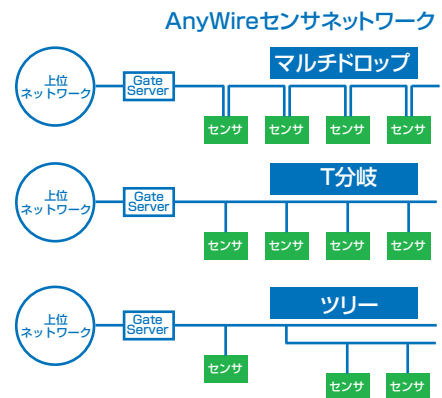 AnyWireセンサネットワーク
マルチドロップ
上位
ネットワーク
Gate
Server
センサ センサ センサ センサ
T分岐
上位
ネットワーク
Gate
Server
センサ センサ センサ センサ
ツリー
上位
ネットワーク
Gate
Server
センサ
センサ センサ